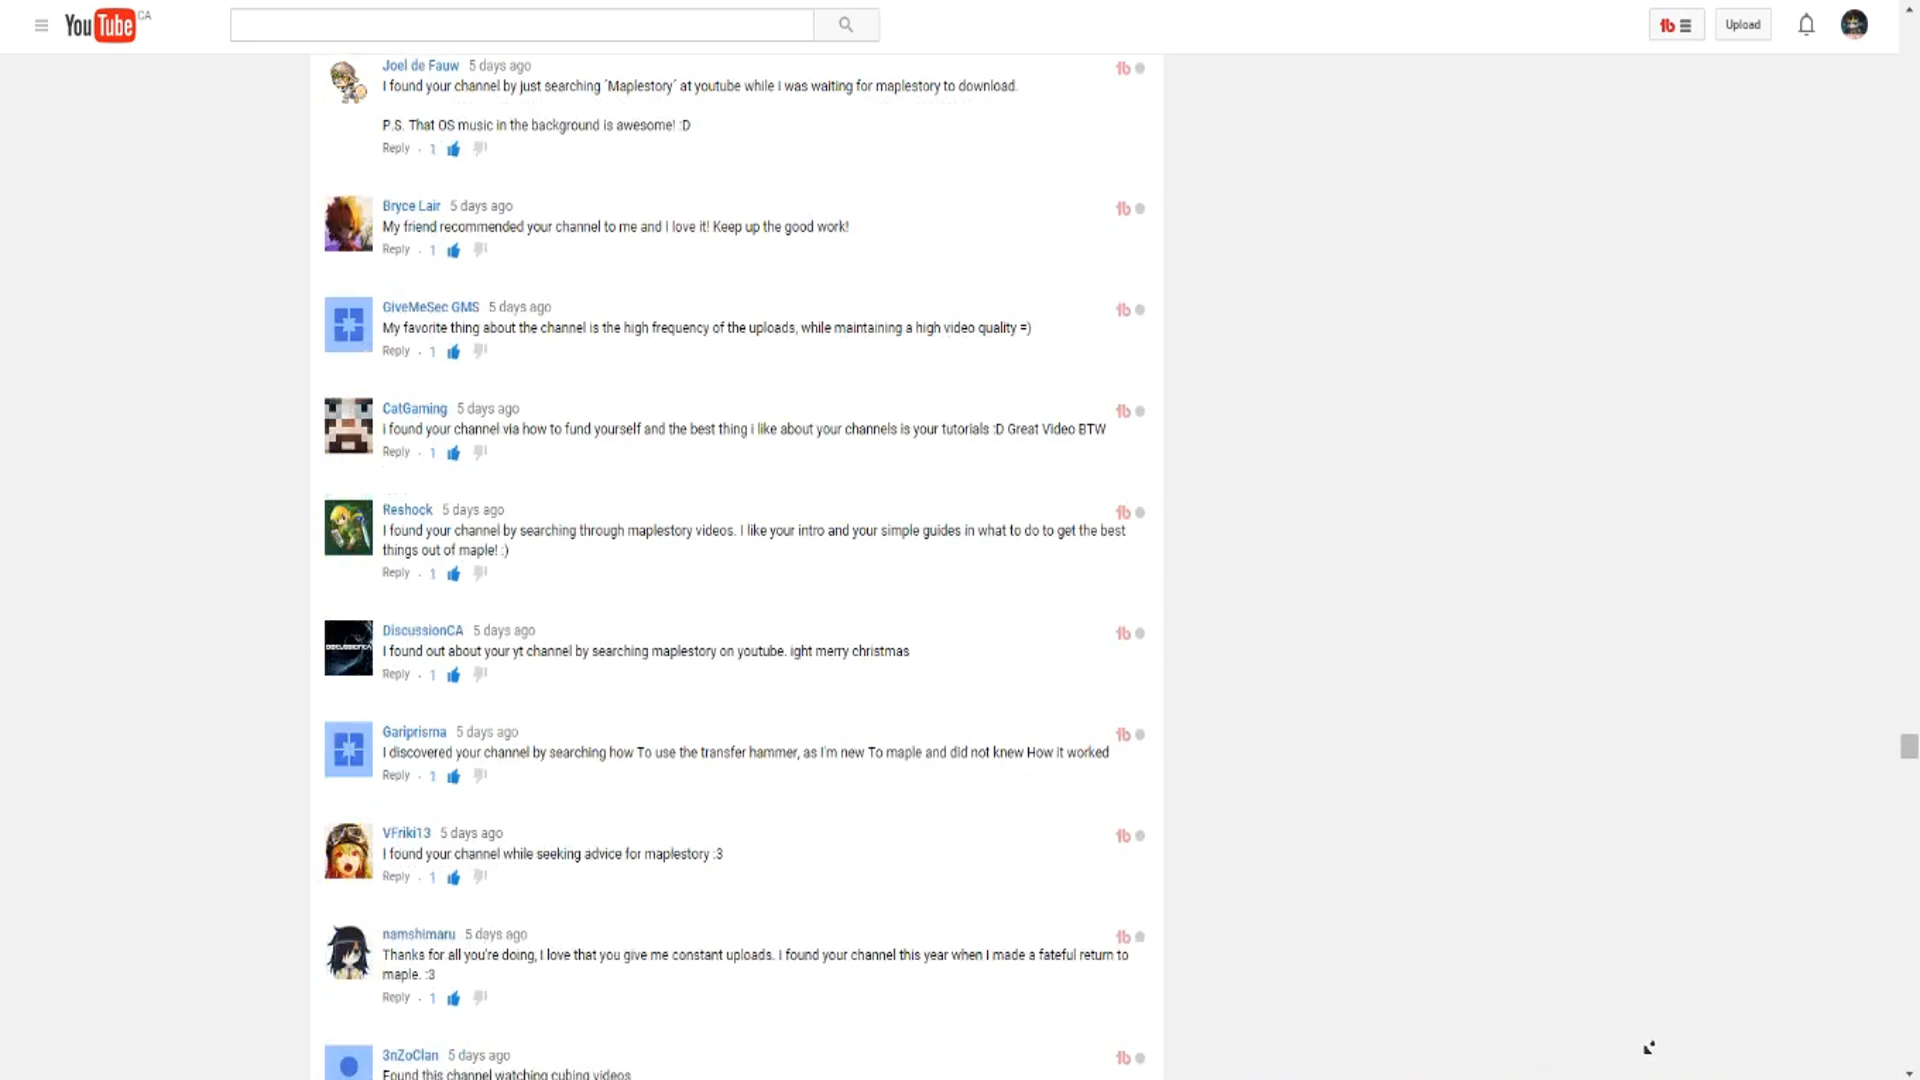 YouTube CA
Upload
Joel de Fauw 5 days ago
I found your channel by just searching ´Maplestory´ at youtube while I was waiting for maplestory to download.
P.S. That OS music in the background is awesome! :D
Reply . 1
Bryce Lair 5 days ago
My friend recommended your channel to me and I love it! Keep up the good work!
Reply . 1
GiveMeSec GMS 5 days ago
My favorite thing about the channel is the high frequency of the uploads, while maintaining a high video quality =)
Reply . 1
CatGaming 5 days ago
i found your channel via how to fund yourself and the best thing i like about your channels is your tutorials :D Great Video BTW
Reply . 1
Reshock 5 days ago
I found your channel by searching through maplestory videos. I like your intro and your simple guides in what to do to get the best
things out of maple! :)
Reply . 1
DiscussionCA 5 days ago
I found out about your yt channel by searching maplestory on youtube. ight merry christmas
Reply . 1
Gariprisma 5 days ago
I discovered your channel by searching how To use the transfer hammer, as I'm new To maple and did not knew How it worked
Reply . 1
VFriki13 5 days ago
I found your channel while seeking advice for maplestory :3
Reply . 1
namshimaru 5 days ago
Thanks for all you're doing, I love that you give me constant uploads. I found your channel this year when I made a fateful return to
maple. :3
Reply . 1
3nZoClan 5 days ago
Found this channel watching cubing videos